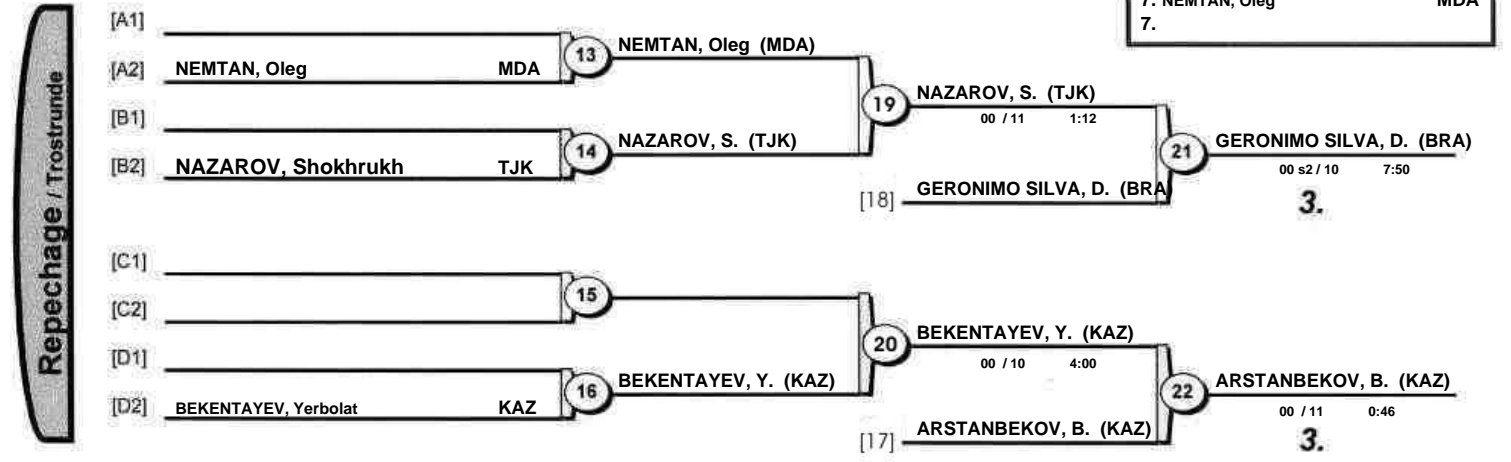 7. NEMTAN, Oleg MDA
7.
Repechage / Trostrunde
[A1]
[A2] NEMTAN, Oleg MDA
13 NEMTAN, Oleg (MDA)
[B1]
[B2] NAZAROV, Shokhrukh TJK
14 NAZAROV, S. (TJK)
19 NAZAROV, S. (TJK)
00 / 11 1:12
[18] GERONIMO SILVA, D. (BRA)
21 GERONIMO SILVA, D. (BRA)
00 s2 / 10 7:50
3.
[C1]
[C2]
15
[D1]
[D2] BEKENTAYEV, Yerbolat KAZ
16 BEKENTAYEV, Y. (KAZ)
20 BEKENTAYEV, Y. (KAZ)
00 / 10 4:00
[17] ARSTANBEKOV, B. (KAZ)
22 ARSTANBEKOV, B. (KAZ)
00 / 11 0:46
3.